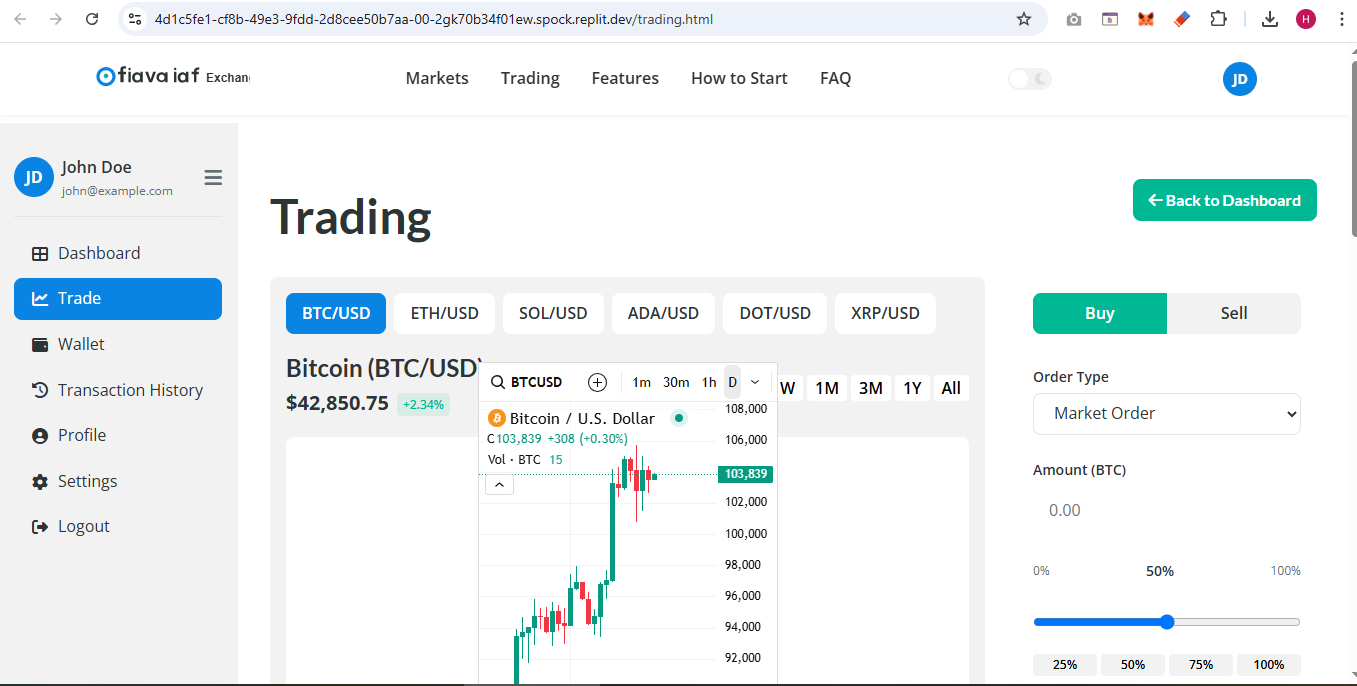 4d1c5fe1-cf8b-49e3-9fdd-2d8cee50b7aa-00-2gk70b34f01ew.spock.replit.dev/trading.html
H
fiava iaf Exchan
Markets
Trading
Features
How to Start
FAQ
JD
JD
John Doe
john@example.com
Dashboard
Trade
Wallet
Transaction History
Profile
Settings
Logout
Trading
Back to Dashboard
BTC/USD
ETH/USD
SOL/USD
ADA/USD
DOT/USD
XRP/USD
Bitcoin (BTC/USD)
$42,850.75 +2.34%
W 1M 3M 1Y All
BTCUSD 1m 30m 1h D
Bitcoin / U.S. Dollar
C103,839 +308 (+0.30%)
Vol · BTC 15
108,000
106,000
103,839
102,000
100,000
98,000
96,000
94,000
92,000
Buy
Sell
Order Type
Market Order
Amount (BTC)
0.00
0% 50% 100%
25% 50% 75% 100%